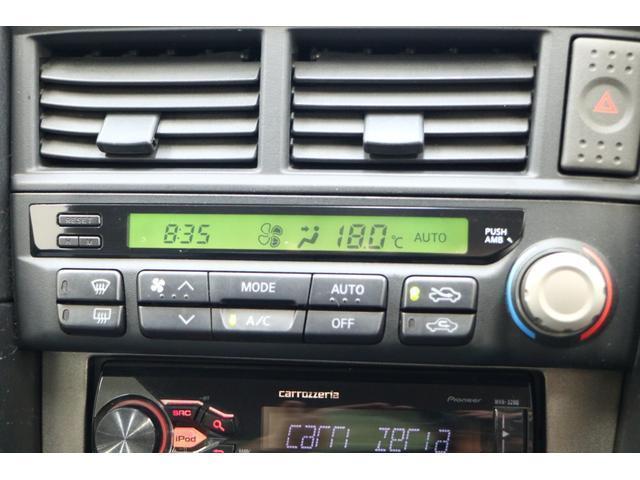 RESET
H M
8:35
18.0 °C AUTO
PUSH
AMB
MODE
AUTO
A/C
OFF
carrozzeria
Pioneer
SRC
iPod
carrozzeria